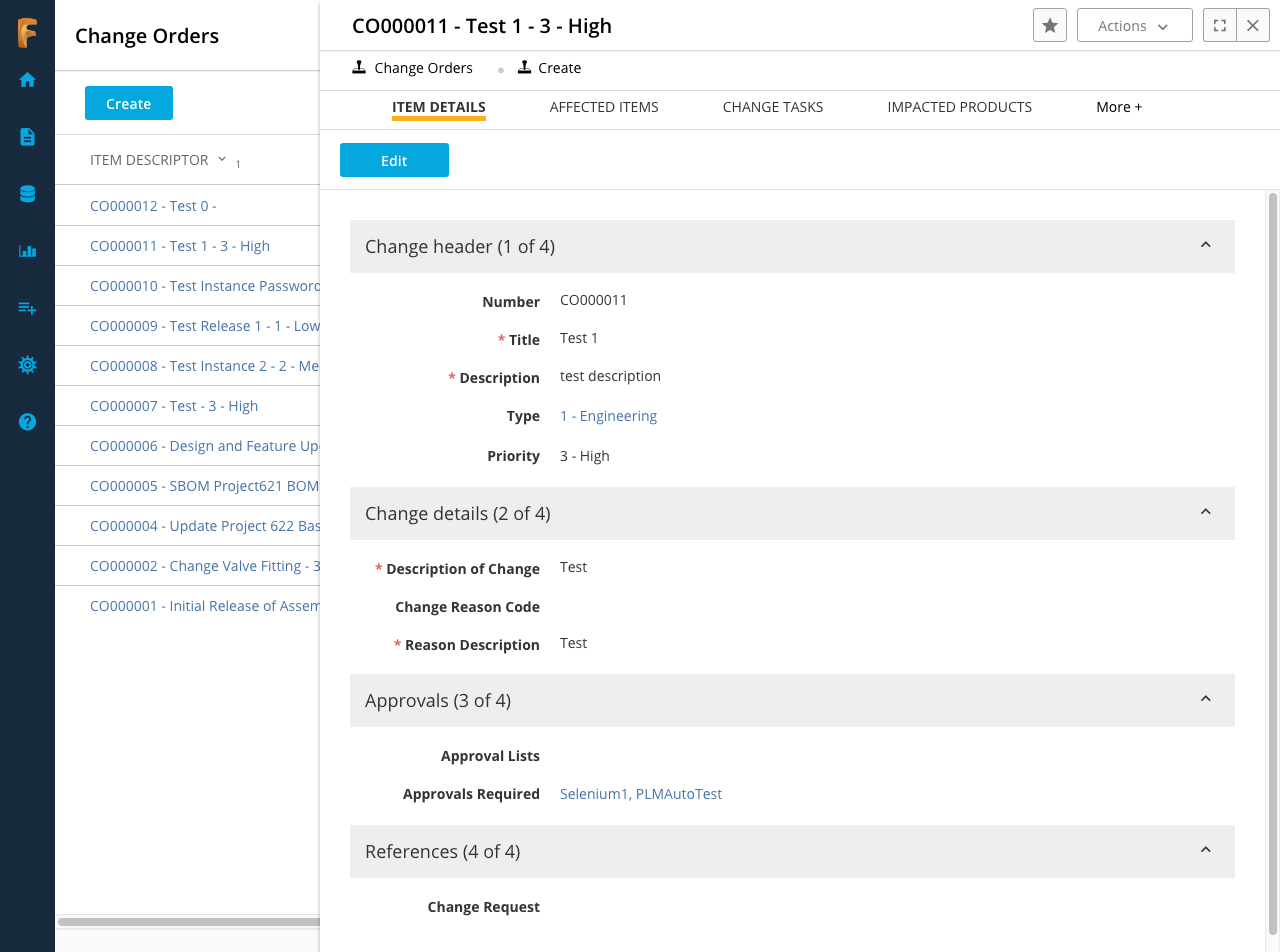 Change Orders
Create
ITEM DESCRIPTOR 1
CO000012 - Test 0 -
CO000011 - Test 1 - 3 - High
CO000010 - Test Instance Password
CO000009 - Test Release 1 - 1 - Low
CO000008 - Test Instance 2 - 2 - Me
CO000007 - Test - 3 - High
CO000006 - Design and Feature Up
CO000005 - SBOM Project621 BOM
CO000004 - Update Project 622 Bas
CO000002 - Change Valve Fitting - 3
CO000001 - Initial Release of Assem
CO000011 - Test 1 - 3 - High
Actions
Change Orders Create
ITEM DETAILS AFFECTED ITEMS CHANGE TASKS IMPACTED PRODUCTS More +
Edit
Change header (1 of 4)
Number CO000011
* Title Test 1
* Description test description
Type 1 - Engineering
Priority 3 - High
Change details (2 of 4)
* Description of Change Test
Change Reason Code
* Reason Description Test
Approvals (3 of 4)
Approval Lists
Approvals Required Selenium1, PLMAutoTest
References (4 of 4)
Change Request